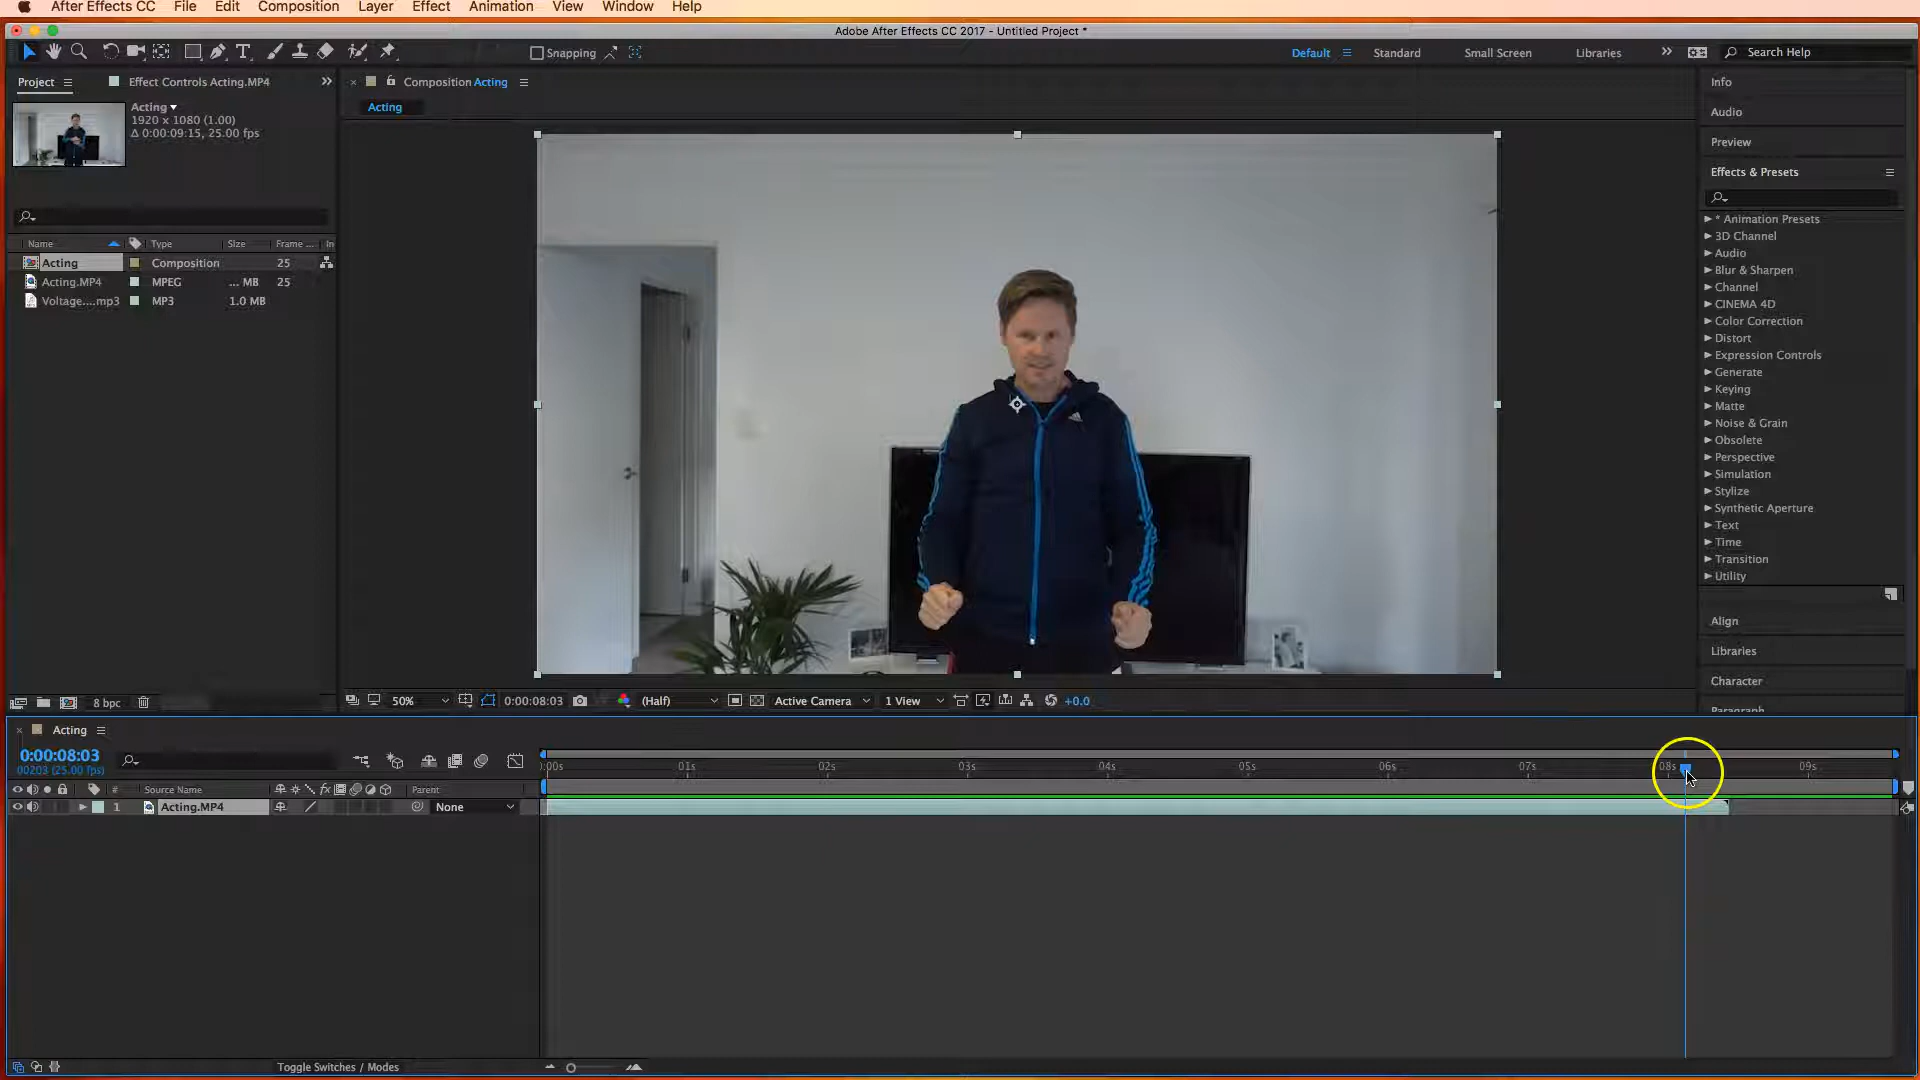 After Effects CC File Edit Composition Layer Effect Animation View Window Help
Adobe After Effects CC 2017 - Untitled Project *
Snapping
Default Standard Small Screen Libraries Search Help
Project Effect Controls Acting.MP4
Composition Acting
Acting
Acting
1920 x 1080 (1.00)
Δ 0:00:09:15, 25.00 fps
Name Type Size Frame ... In
Acting Composition 25
Acting.MP4 MPEG ... MB 25
Voltage....mp3 MP3 1.0 MB
8 bpc
50% 0:00:08:03 (Half) Active Camera 1 View +0.0
Info
Audio
Preview
Effects & Presets
* Animation Presets
3D Channel
Audio
Blur & Sharpen
Channel
CINEMA 4D
Color Correction
Distort
Expression Controls
Generate
Keying
Matte
Noise & Grain
Obsolete
Perspective
Simulation
Stylize
Synthetic Aperture
Text
Time
Transition
Utility
Align
Libraries
Character
Paragraph
Acting
0:00:08:03
00203 (25.00 fps)
):00s 01s 02s 03s 04s 05s 06s 07s 08s 09s
# Source Name Parent
1 Acting.MP4 None
Toggle Switches / Modes